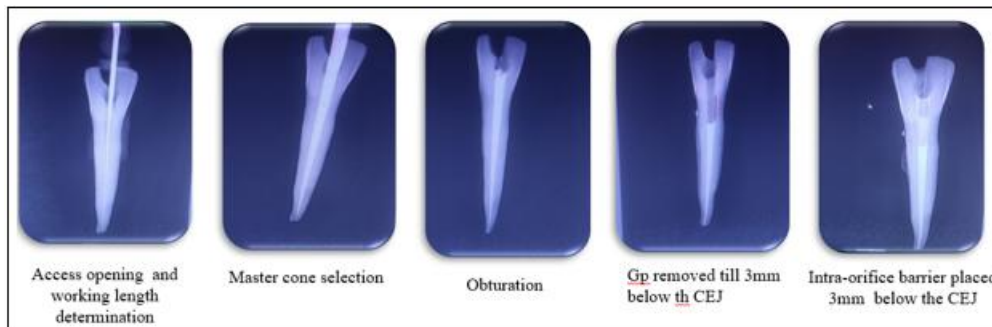 Access opening and
working length
determination
Master cone selection
Obturation
Gp removed till 3mm
below th CEJ
Intra-orifice barrier placed
3mm below the CEJ